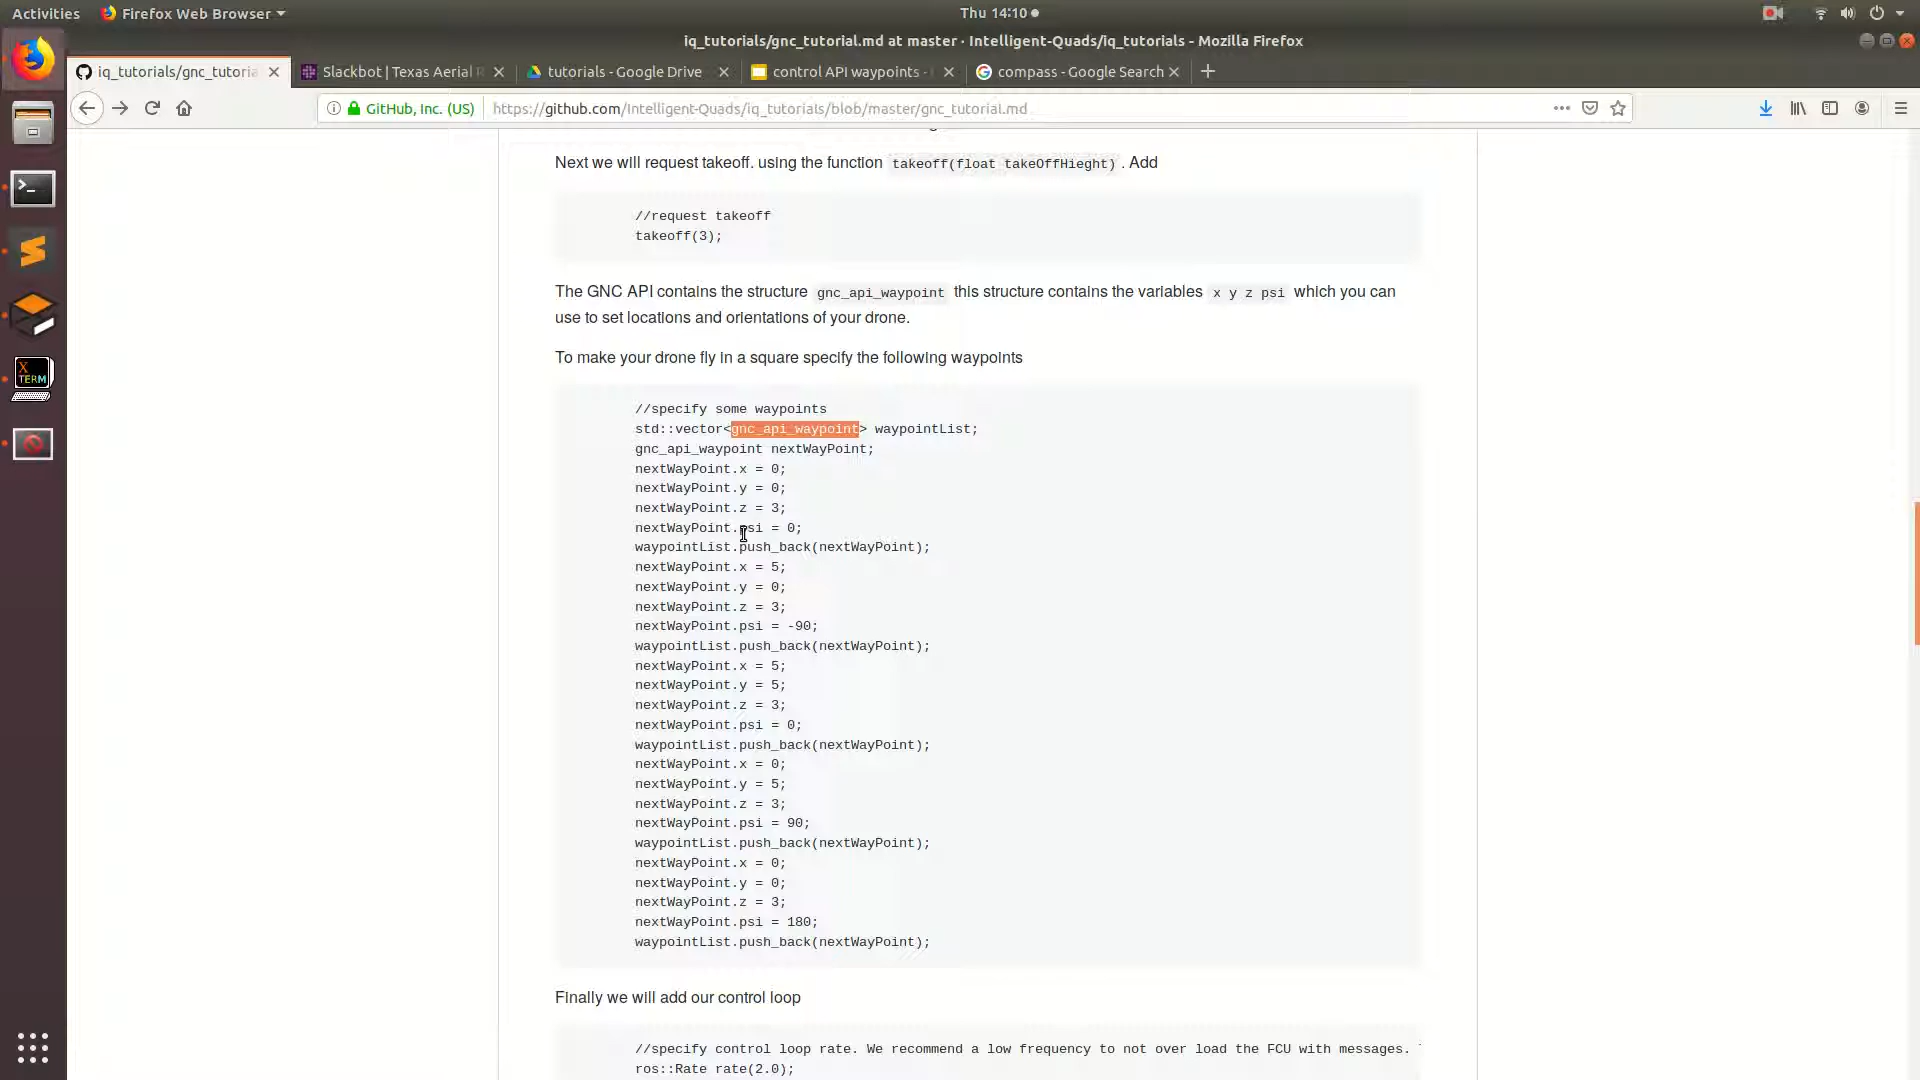 Activities
Firefox Web Browser
Thu 14:10
iq_tutorials/gnc_tutorial.md at master · Intelligent-Quads/iq_tutorials - Mozilla Firefox
iq_tutorials/gnc_tutoria
Slackbot | Texas Aerial R
tutorials - Google Drive
control API waypoints -
compass - Google Search
GitHub, Inc. (US)
https://github.com/Intelligent-Quads/iq_tutorials/blob/master/gnc_tutorial.md
Next we will request takeoff. using the function takeoff(float takeOffHieght) . Add
//request takeoff
takeoff(3);
The GNC API contains the structure gnc_api_waypoint this structure contains the variables x y z psi which you can
use to set locations and orientations of your drone.
To make your drone fly in a square specify the following waypoints
//specify some waypoints
std::vector<gnc_api_waypoint> waypointList;
gnc_api_waypoint nextWayPoint;
nextWayPoint.x = 0;
nextWayPoint.y = 0;
nextWayPoint.z = 3;
nextWayPoint.psi = 0;
waypointList.push_back(nextWayPoint);
nextWayPoint.x = 5;
nextWayPoint.y = 0;
nextWayPoint.z = 3;
nextWayPoint.psi = -90;
waypointList.push_back(nextWayPoint);
nextWayPoint.x = 5;
nextWayPoint.y = 5;
nextWayPoint.z = 3;
nextWayPoint.psi = 0;
waypointList.push_back(nextWayPoint);
nextWayPoint.x = 0;
nextWayPoint.y = 5;
nextWayPoint.z = 3;
nextWayPoint.psi = 90;
waypointList.push_back(nextWayPoint);
nextWayPoint.x = 0;
nextWayPoint.y = 0;
nextWayPoint.z = 3;
nextWayPoint.psi = 180;
waypointList.push_back(nextWayPoint);
Finally we will add our control loop
//specify control loop rate. We recommend a low frequency to not over load the FCU with messages.
ros::Rate rate(2.0);
X
TERM